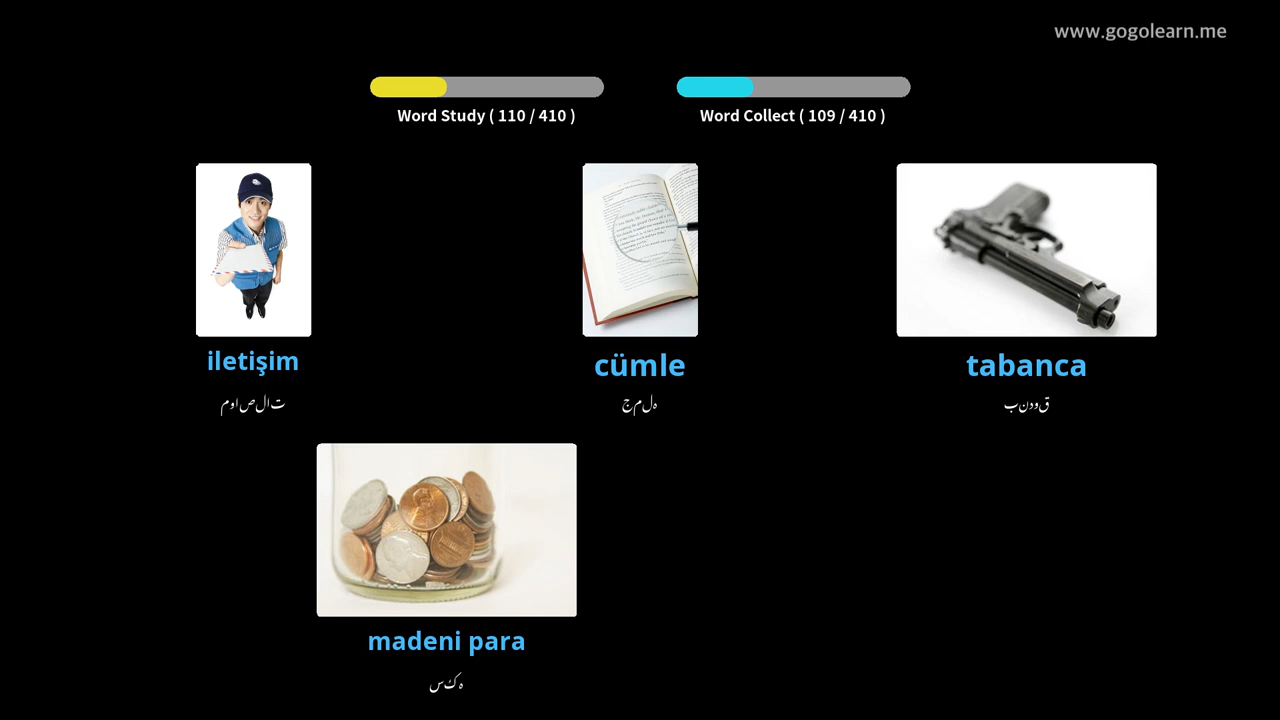 www.gogolearn.me
Word Study ( 110 / 410 )
Word Collect ( 109 / 410 )
iletişim
cümle
tabanca
مواصلات
جملہ
بندوق
madeni para
سکہ